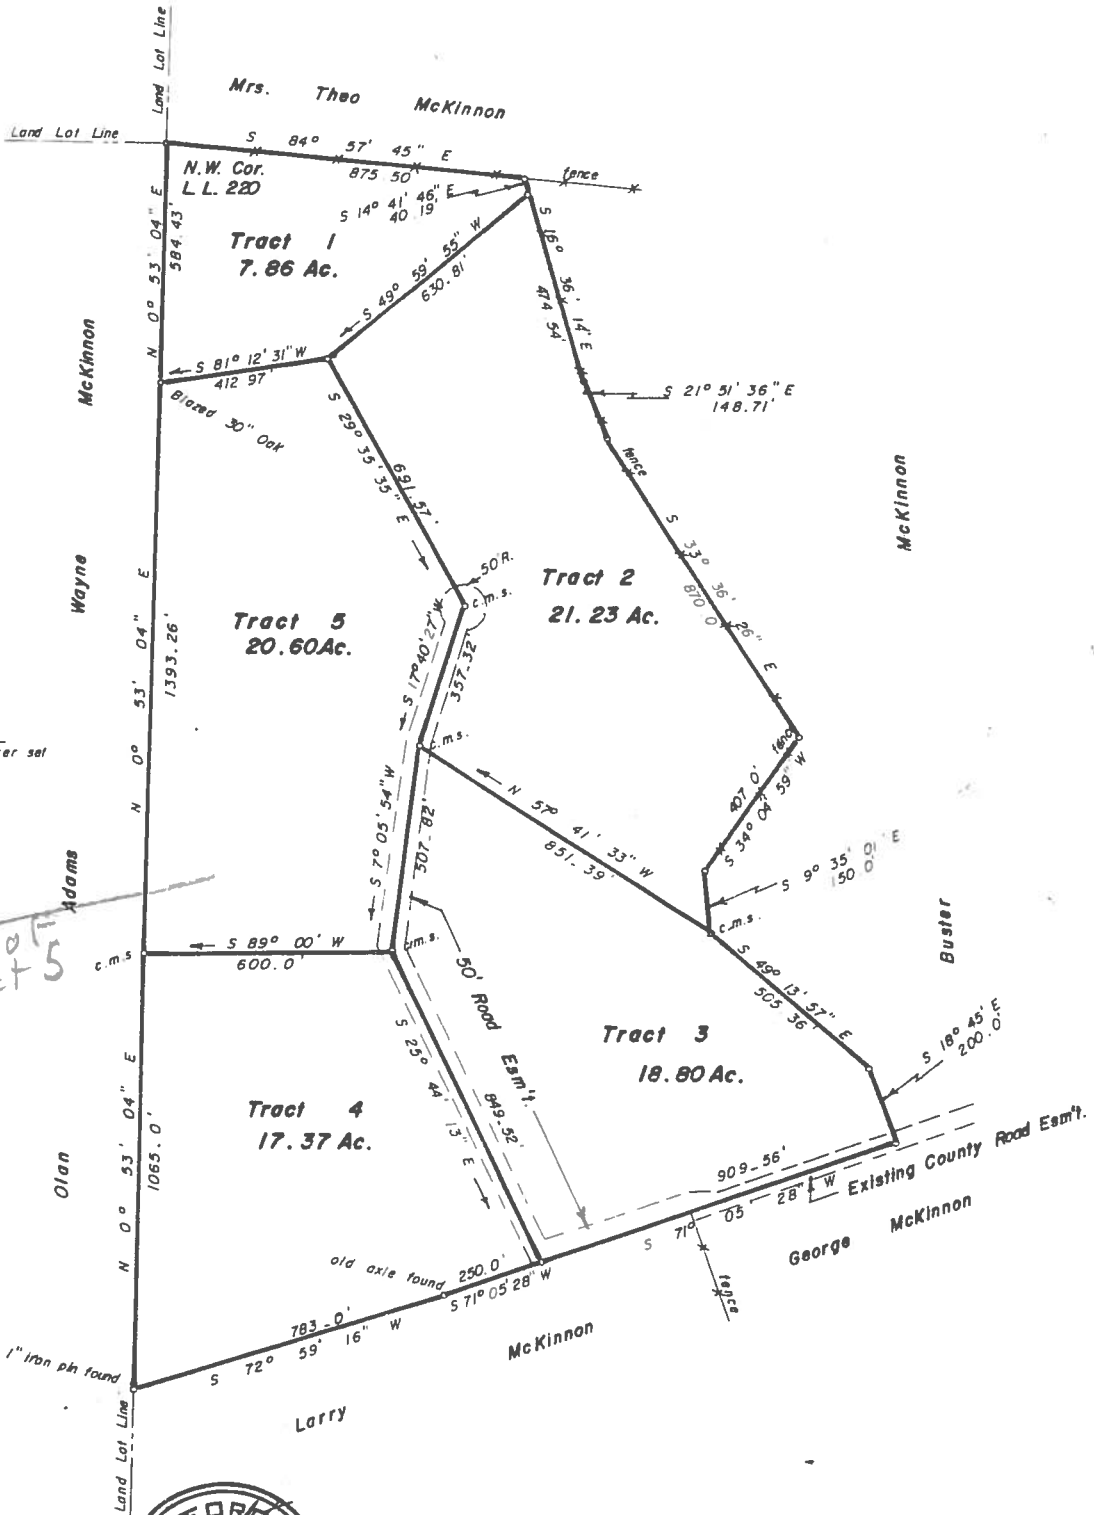 Land Lot Line
Mrs. Theo McKinnon
Land Lot Line
S 84° 57' 45" E
875.50'
fence
N.W. Cor.
L L. 220
S 14° 41' 46" E
40.19'
N 0° 53' 04" E
584.43'
Tract 1
7.86 Ac.
S 49° 59' 55" W
630.81'
S 16° 36' 14" E
474.54'
S 81° 12' 31" W
412.97'
Blazed 30" Oak
S 21° 51' 36" E
148.71'
S 29° 35' 35" E
691.57'
fence
S 33° 36' 26" E
870.0
McKinnon
McKinnon
Wayne
Adams
Olan
50'R.
c.m.s.
Tract 2
21.23 Ac.
Tract 5
20.60Ac.
N 0° 53' 04" E
1393.26'
S 17° 40' 27" W
357.32'
c.m.s.
er set
fence
407.0'
S 34° 04' 59" W
S 7° 05' 54" W
507.82'
N 57° 41' 33" W
851.39'
S 9° 35' 01" E
150.0'
c.m.s.
Buster
of
5
c.m.s
S 89° 00' W
600.0'
c.m.s.
50' Road Esm't.
S 49° 13' 57" E
505.36'
S 18° 45' E
200.0'
Tract 3
18.80 Ac.
N 0° 53' 04" E
1065.0'
Tract 4
17.37 Ac.
S 25° 44' 13" E
849.52'
909.56'
S 71° 05' 28" W
Existing County Road Esm't.
George McKinnon
fence
old axle found
250.0'
S 71° 05' 28" W
783.0'
S 72° 59' 16" W
1" iron pin found
Larry McKinnon
Land Lot Line